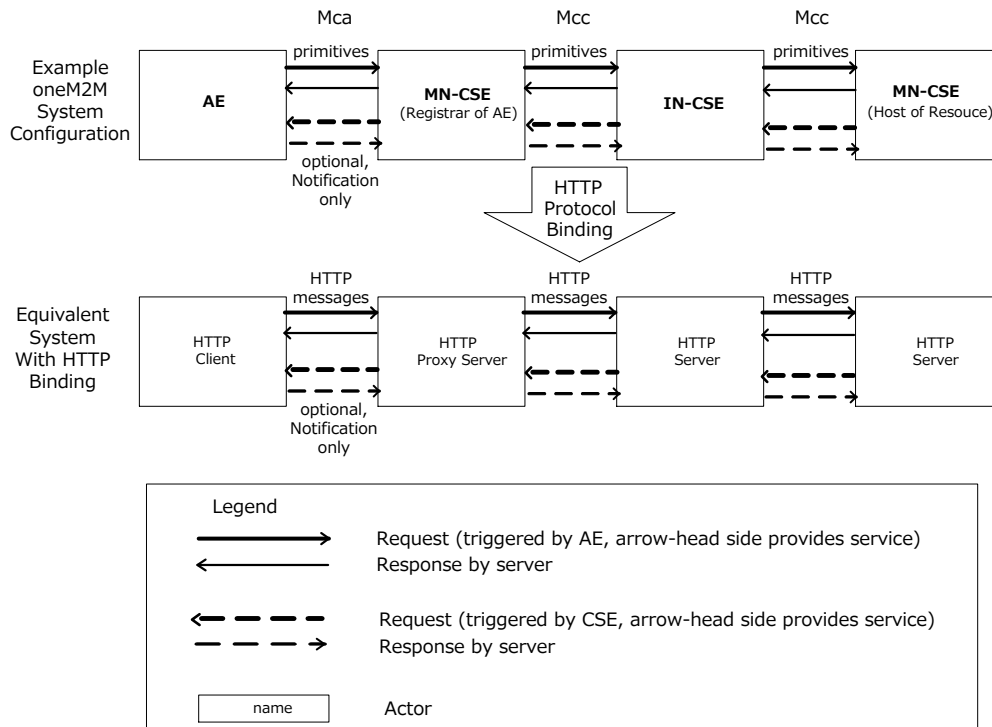 Mca
Mcc
Mcc
Example
oneM2M
System
Configuration
AE
primitives
optional,
Notification
only
MN-CSE
(Registrar of AE)
primitives
IN-CSE
primitives
MN-CSE
(Host of Resouce)
HTTP
Protocol
Binding
Equivalent
System
With HTTP
Binding
HTTP
Client
HTTP
messages
optional,
Notification
only
HTTP
Proxy Server
HTTP
messages
HTTP
Server
HTTP
messages
HTTP
Server
Legend
Request (triggered by AE, arrow-head side provides service)
Response by server
Request (triggered by CSE, arrow-head side provides service)
Response by server
name
Actor